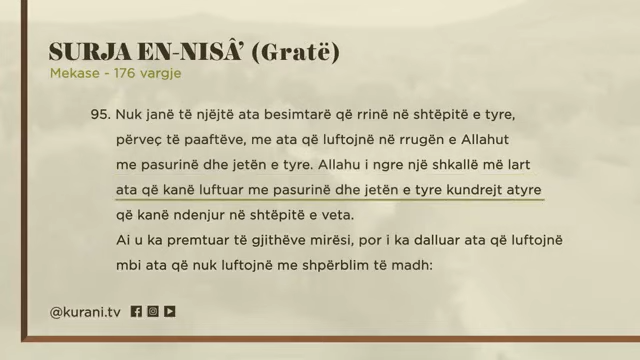 SURJA EN-NISÂ’ (Gratë)
Mekase - 176 vargje
95. Nuk janë të njëjtë ata besimtarë që rrinë në shtëpitë e tyre,
përveç të paaftëve, me ata që luftojnë në rrugën e Allahut
me pasurinë dhe jetën e tyre. Allahu i ngre një shkallë më lart
ata që kanë luftuar me pasurinë dhe jetën e tyre kundrejt atyre
që kanë ndenjur në shtëpitë e veta.
Ai u ka premtuar të gjithëve mirësi, por i ka dalluar ata që luftojnë
mbi ata që nuk luftojnë me shpërblim të madh:
@kurani.tv